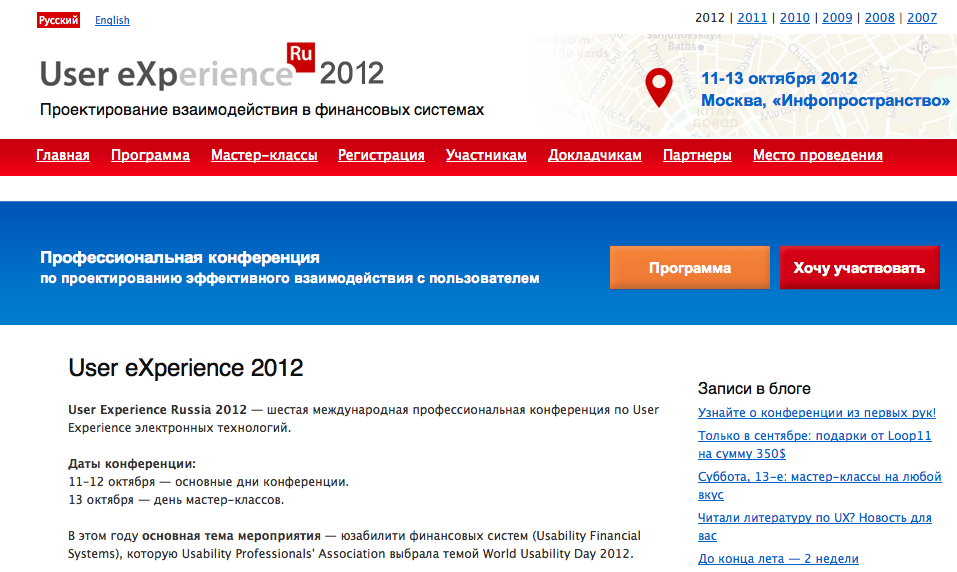 Русский English
2012 | 2011 | 2010 | 2009 | 2008 | 2007
User eXperience Ru 2012
Проектирование взаимодействия в финансовых системах
11-13 октября 2012
Москва, «Инфопространство»
Главная Программа Мастер-классы Регистрация Участникам Докладчикам Партнеры Место проведения
Профессиональная конференция
по проектированию эффективного взаимодействия с пользователем
Программа Хочу участвовать
User eXperience 2012
User Experience Russia 2012 — шестая международная профессиональная конференция по User
Experience электронных технологий.
Даты конференции:
11-12 октября — основные дни конференции.
13 октября — день мастер-классов.
В этом году основная тема мероприятия — юзабилити финансовых систем (Usability Financial
Systems), которую Usability Professionals' Association выбрала темой World Usability Day 2012.
Записи в блоге
Узнайте о конференции из первых рук!
Только в сентябре: подарки от Loop11
на сумму 350$
Суббота, 13-е: мастер-классы на любой
вкус
Читали литературу по UX? Новость для
вас
До конца лета — 2 недели